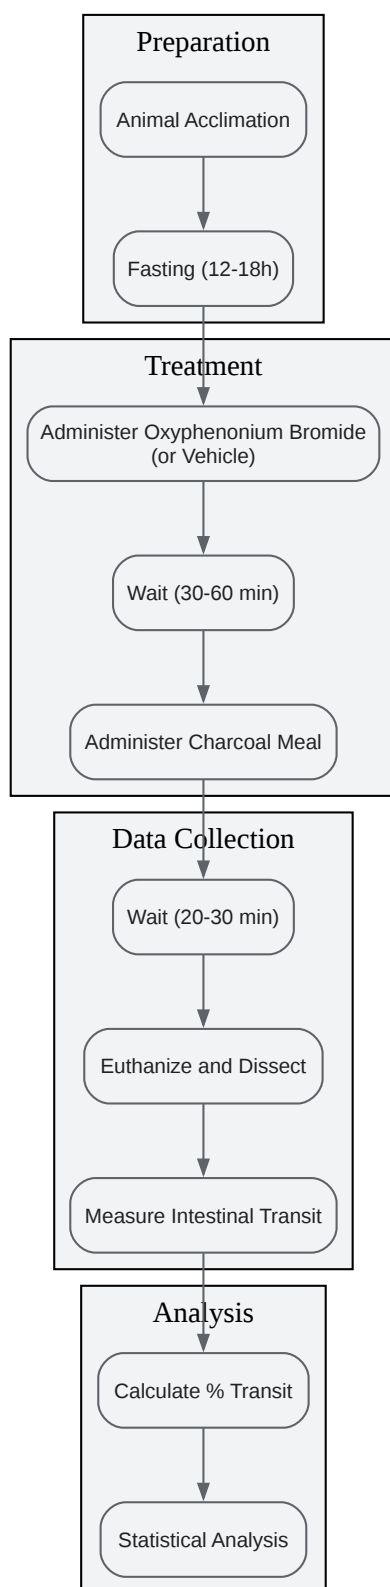 Preparation
Animal Acclimation
Fasting (12-18h)
Treatment
Administer Oxyphenonium Bromide
(or Vehicle)
Wait (30-60 min)
Administer Charcoal Meal
Data Collection
Wait (20-30 min)
Euthanize and Dissect
Measure Intestinal Transit
Analysis
Calculate % Transit
Statistical Analysis